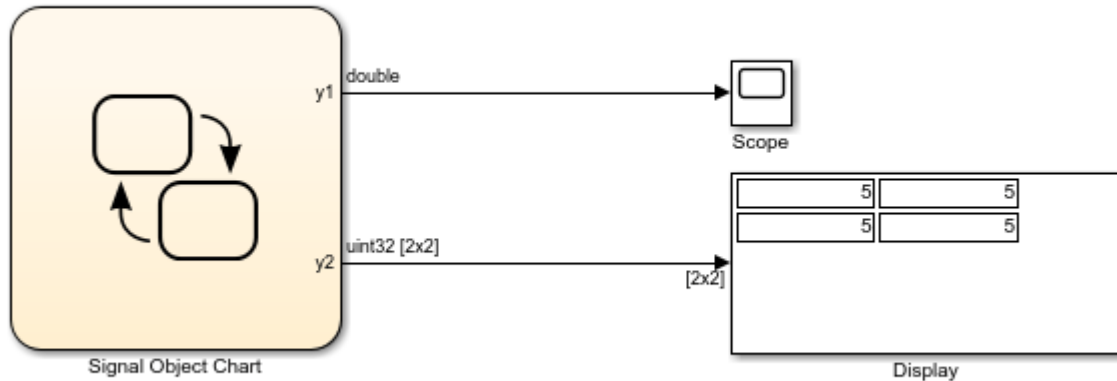 y1
double
Scope
5 5
5 5
y2
uint32 [2x2]
[2x2]
Signal Object Chart
Display